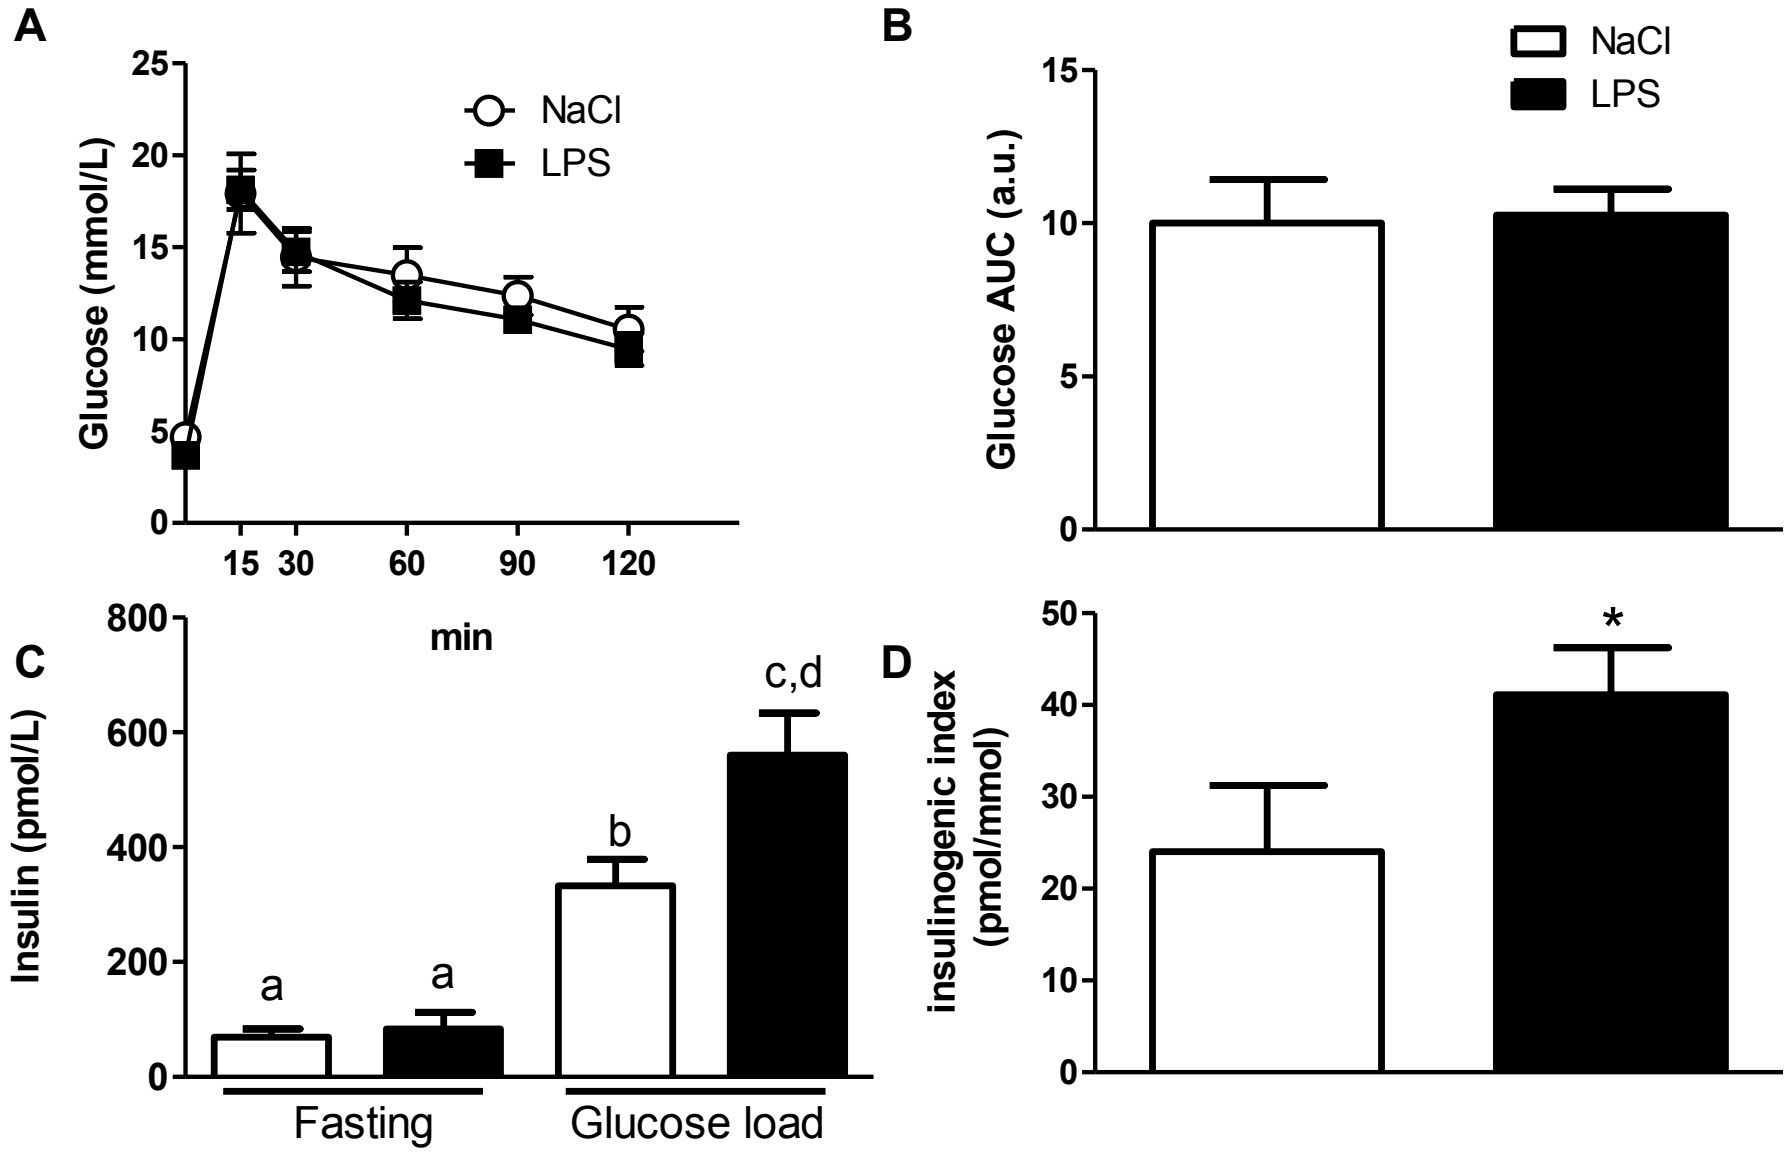 A
Glucose (mmol/L)
25
20
15
10
5
0
NaCl
LPS
15 30 60 90 120
min
B
Glucose AUC (a.u.)
15
10
5
0
NaCl
LPS
C
Insulin (pmol/L)
800
600
400
200
0
a
a
b
c,d
Fasting
Glucose load
D
insulinogenic index
(pmol/mmol)
50
40
30
20
10
0
*